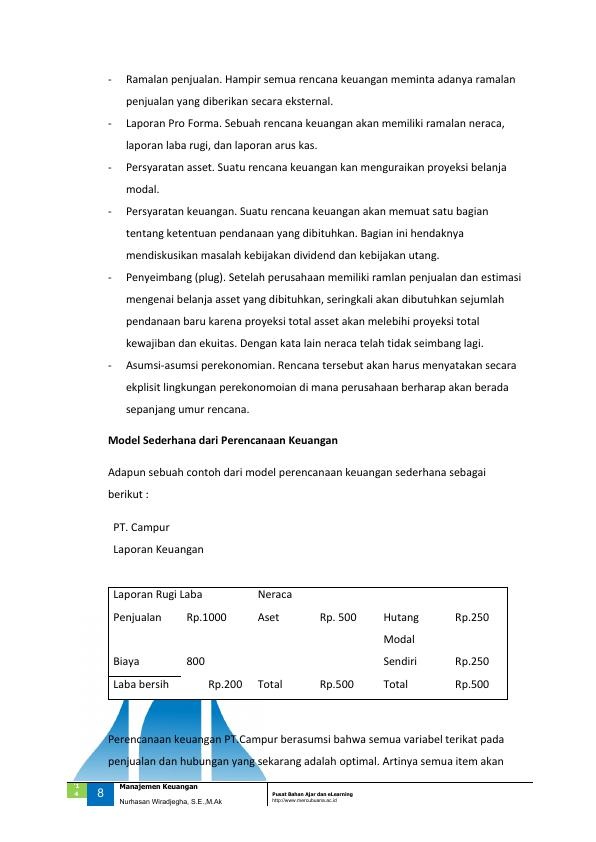 - Ramalan penjualan. Hampir semua rencana keuangan meminta adanya ramalan
penjualan yang diberikan secara eksternal.
- Laporan Pro Forma. Sebuah rencana keuangan akan memiliki ramalan neraca,
laporan laba rugi, dan laporan arus kas.
- Persyaratan asset. Suatu rencana keuangan kan menguraikan proyeksi belanja
modal.
- Persyaratan keuangan. Suatu rencana keuangan akan memuat satu bagian
tentang ketentuan pendanaan yang dibituhkan. Bagian ini hendaknya
mendiskusikan masalah kebijakan dividend dan kebijakan utang.
- Penyeimbang (plug). Setelah perusahaan memiliki ramlan penjualan dan estimasi
mengenai belanja asset yang dibituhkan, seringkali akan dibutuhkan sejumlah
pendanaan baru karena proyeksi total asset akan melebihi proyeksi total
kewajiban dan ekuitas. Dengan kata lain neraca telah tidak seimbang lagi.
- Asumsi-asumsi perekonomian. Rencana tersebut akan harus menyatakan secara
ekplisit lingkungan perekonomoian di mana perusahaan berharap akan berada
sepanjang umur rencana.
Model Sederhana dari Perencanaan Keuangan
Adapun sebuah contoh dari model perencanaan keuangan sederhana sebagai
berikut :
PT. Campur
Laporan Keuangan
Laporan Rugi Laba Neraca
Penjualan Rp.1000 Aset Rp. 500 Hutang Rp.250
Modal
Biaya 800 Sendiri Rp.250
Laba bersih Rp.200 Total Rp.500 Total Rp.500
Perencanaan keuangan PT.Campur berasumsi bahwa semua variabel terikat pada
penjualan dan hubungan yang sekarang adalah optimal. Artinya semua item akan
1
4
8
Manajemen Keuangan
Nurhasan Wiradjegha, S.E.,M.Ak
Pusat Bahan Ajar dan eLearning
http://www.mercubuana.ac.id